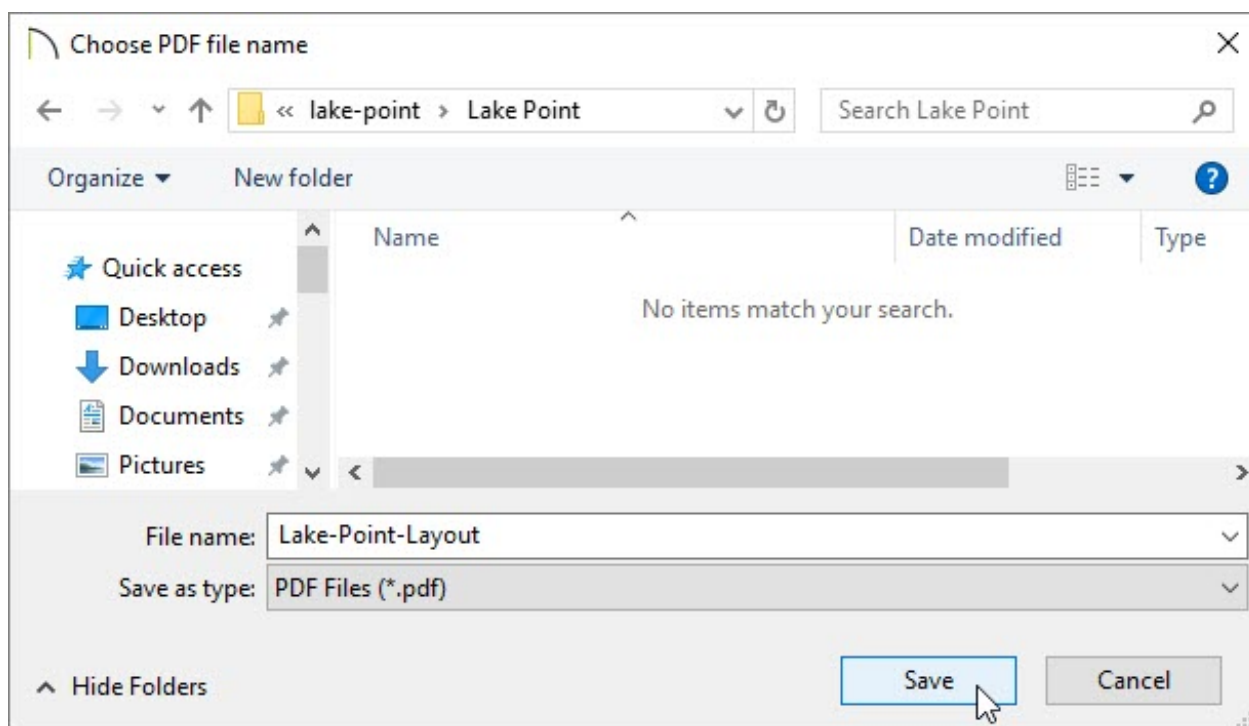 Choose PDF file name
« lake-point > Lake Point
Search Lake Point
Organize
New folder
?
Name
Date modified
Type
Quick access
No items match your search.
Desktop
Downloads
Documents
Pictures
File name: Lake-Point-Layout
Save as type: PDF Files (*.pdf)
Hide Folders
Save
Cancel